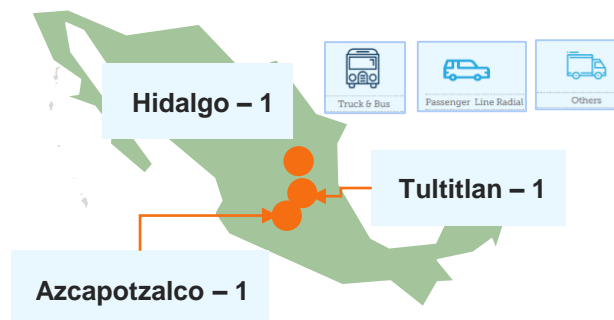 Truck & Bus
Passenger Line Radial
Others
Hidalgo – 1
Tultitlan – 1
Azcapotzalco – 1